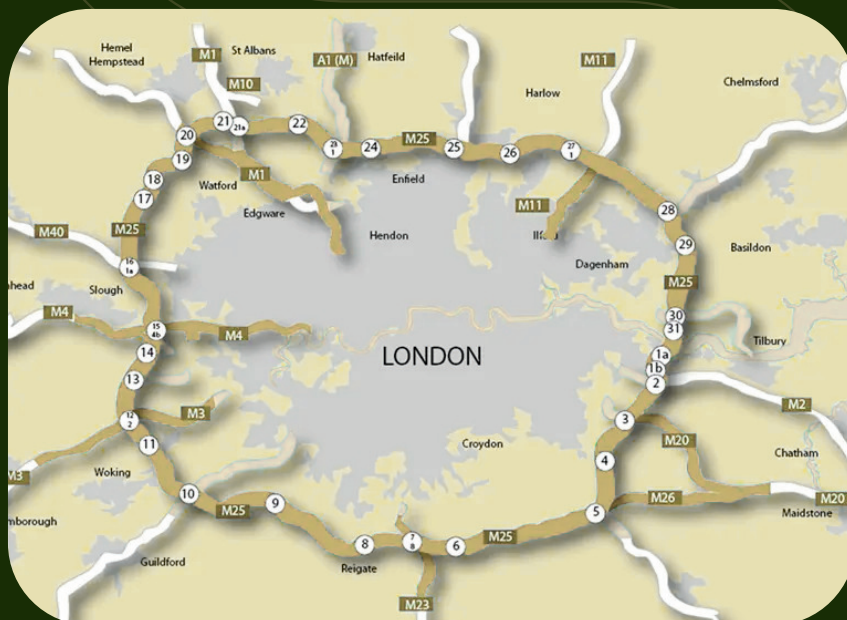 Hemel
Hempstead
M1
St Albans
A1 (M)
Hatfeild
M11
Harlow
Chelmsford
M10
20
21
21a
22
23
1
24
M25
25
26
27
1
19
18
17
Watford
M1
Enfield
Edgware
M11
Hendon
28
29
Basildon
Dagenham
M40
M25
16
1a
Slough
head
M4
15
4b
M4
M25
30
31
Tilbury
14
LONDON
1a
1b
2
13
M3
12
2
3
M2
11
Croydon
M20
Chatham
4
M3
Woking
10
9
M25
5
M26
M20
Maidstone
mborough
8
7
8
6
M25
Guildford
Reigate
M23